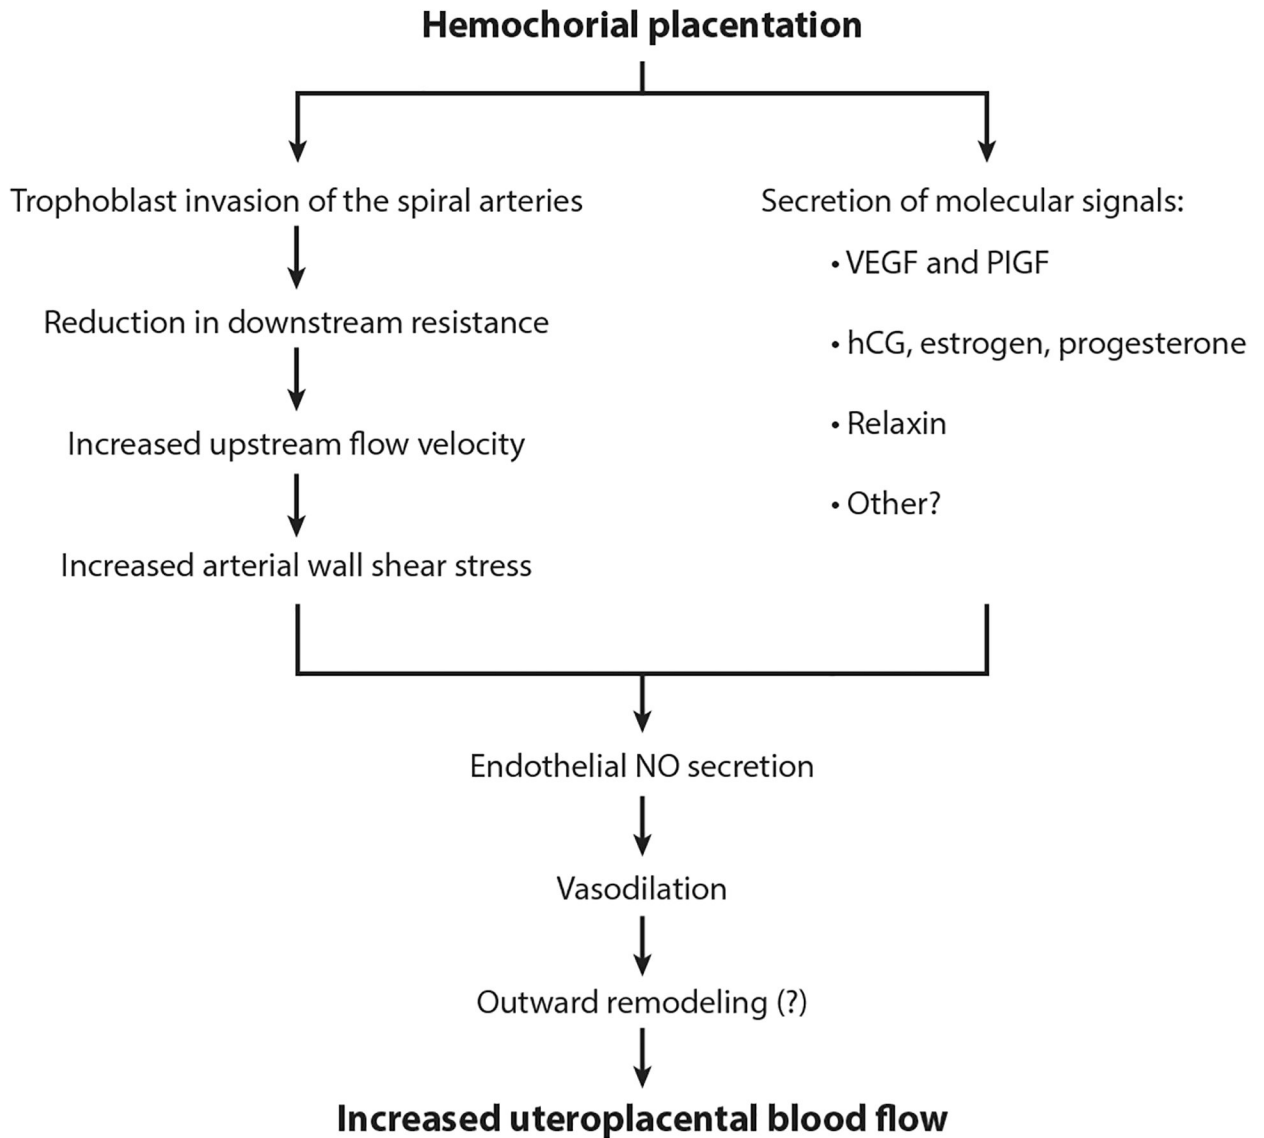 Hemochorial placentation
Trophoblast invasion of the spiral arteries
Reduction in downstream resistance
Increased upstream flow velocity
Increased arterial wall shear stress
Secretion of molecular signals:
• VEGF and PIGF
• hCG, estrogen, progesterone
• Relaxin
• Other?
Endothelial NO secretion
Vasodilation
Outward remodeling (?)
Increased uteroplacental blood flow